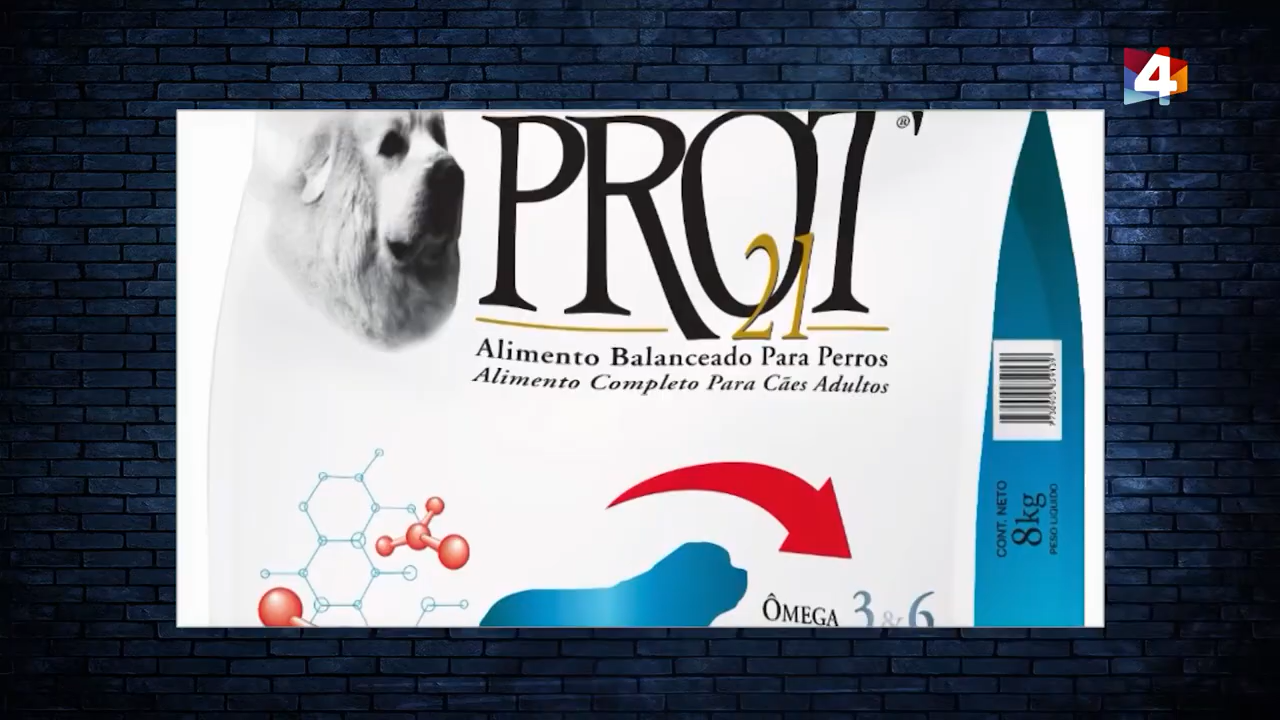 4
PROT®
21
Alimento Balanceado Para Perros
Alimento Completo Para Cães Adultos
CONT. NETO
8kg
PESO LIQUIDO
ÔMEGA 3 & 6